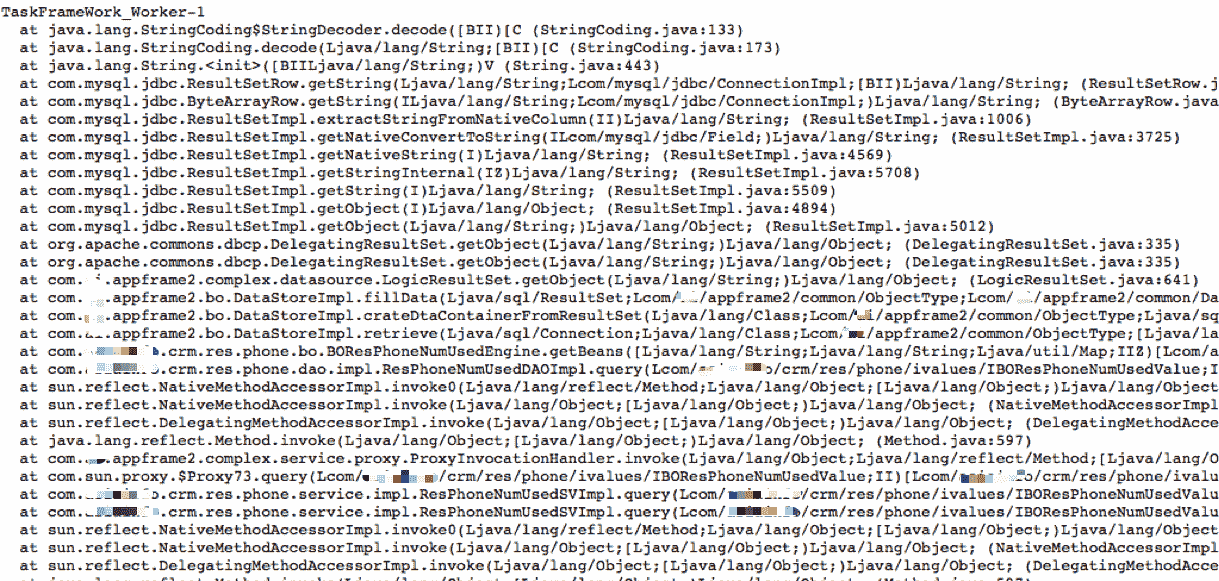 TaskFrameWork_Worker-1
at java.lang.StringCoding$StringDecoder.decode([BII)[C (StringCoding.java:133)
at java.lang.StringCoding.decode(Ljava/lang/String;[BII)[C (StringCoding.java:173)
at java.lang.String.<init>([BIILjava/lang/String;)V (String.java:443)
at com.mysql.jdbc.ResultSetRow.getString(Ljava/lang/String;Lcom/mysql/jdbc/ConnectionImpl;[BII)Ljava/lang/String; (ResultSetRow.j
at com.mysql.jdbc.ByteArrayRow.getString(ILjava/lang/String;Lcom/mysql/jdbc/ConnectionImpl;)Ljava/lang/String; (ByteArrayRow.java
at com.mysql.jdbc.ResultSetImpl.extractStringFromNativeColumn(II)Ljava/lang/String; (ResultSetImpl.java:1006)
at com.mysql.jdbc.ResultSetImpl.getNativeConvertToString(ILcom/mysql/jdbc/Field;)Ljava/lang/String; (ResultSetImpl.java:3725)
at com.mysql.jdbc.ResultSetImpl.getNativeString(I)Ljava/lang/String; (ResultSetImpl.java:4569)
at com.mysql.jdbc.ResultSetImpl.getStringInternal(IZ)Ljava/lang/String; (ResultSetImpl.java:5708)
at com.mysql.jdbc.ResultSetImpl.getString(I)Ljava/lang/String; (ResultSetImpl.java:5509)
at com.mysql.jdbc.ResultSetImpl.getObject(I)Ljava/lang/Object; (ResultSetImpl.java:4894)
at com.mysql.jdbc.ResultSetImpl.getObject(Ljava/lang/String;)Ljava/lang/Object; (ResultSetImpl.java:5012)
at org.apache.commons.dbcp.DelegatingResultSet.getObject(Ljava/lang/String;)Ljava/lang/Object; (DelegatingResultSet.java:335)
at org.apache.commons.dbcp.DelegatingResultSet.getObject(Ljava/lang/String;)Ljava/lang/Object; (DelegatingResultSet.java:335)
at com. .appframe2.complex.datasource.LogicResultSet.getObject(Ljava/lang/String;)Ljava/lang/Object; (LogicResultSet.java:641)
at com. .appframe2.bo.DataStoreImpl.fillData(Ljava/sql/ResultSet;Lcom/ /appframe2/common/ObjectType;Lcom/ /appframe2/common/Da
at com. .appframe2.bo.DataStoreImpl.crateDtaContainerFromResultSet(Ljava/lang/Class;Lcom/ /appframe2/common/ObjectType;Ljava/sq
at com. .appframe2.bo.DataStoreImpl.retrieve(Ljava/sql/Connection;Ljava/lang/Class;Lcom/ /appframe2/common/ObjectType;[Ljava/la
at com. .crm.res.phone.bo.BOResPhoneNumUsedEngine.getBeans([Ljava/lang/String;Ljava/lang/String;Ljava/util/Map;IIZ)[Lcom/a
at com. .crm.res.phone.dao.impl.ResPhoneNumUsedDAOImpl.query(Lcom/ /crm/res/phone/ivalues/IBOResPhoneNumUsedValue;I
at sun.reflect.NativeMethodAccessorImpl.invoke0(Ljava/lang/reflect/Method;Ljava/lang/Object;[Ljava/lang/Object;)Ljava/lang/Object
at sun.reflect.NativeMethodAccessorImpl.invoke(Ljava/lang/Object;[Ljava/lang/Object;)Ljava/lang/Object; (NativeMethodAccessorImpl
at sun.reflect.DelegatingMethodAccessorImpl.invoke(Ljava/lang/Object;[Ljava/lang/Object;)Ljava/lang/Object; (DelegatingMethodAcce
at java.lang.reflect.Method.invoke(Ljava/lang/Object;[Ljava/lang/Object;)Ljava/lang/Object; (Method.java:597)
at com. .appframe2.complex.service.proxy.ProxyInvocationHandler.invoke(Ljava/lang/Object;Ljava/lang/reflect/Method;[Ljava/lang/O
at com.sun.proxy.$Proxy73.query(Lcom/ /crm/res/phone/ivalues/IBOResPhoneNumUsedValue;II)[Lcom/ /crm/res/phone/ivalu
at com. .crm.res.phone.service.impl.ResPhoneNumUsedSVImpl.query(Lcom/ /crm/res/phone/ivalues/IBOResPhoneNumUsedValu
at com. .crm.res.phone.service.impl.ResPhoneNumUsedSVImpl.query(Lcom/ /crm/res/phone/ivalues/IBOResPhoneNumUsedValu
at sun.reflect.NativeMethodAccessorImpl.invoke0(Ljava/lang/reflect/Method;Ljava/lang/Object;[Ljava/lang/Object;)Ljava/lang/Object
at sun.reflect.NativeMethodAccessorImpl.invoke(Ljava/lang/Object;[Ljava/lang/Object;)Ljava/lang/Object; (NativeMethodAccessorImpl
at sun.reflect.DelegatingMethodAccessorImpl.invoke(Ljava/lang/Object;[Ljava/lang/Object;)Ljava/lang/Object; (DelegatingMethodAcce